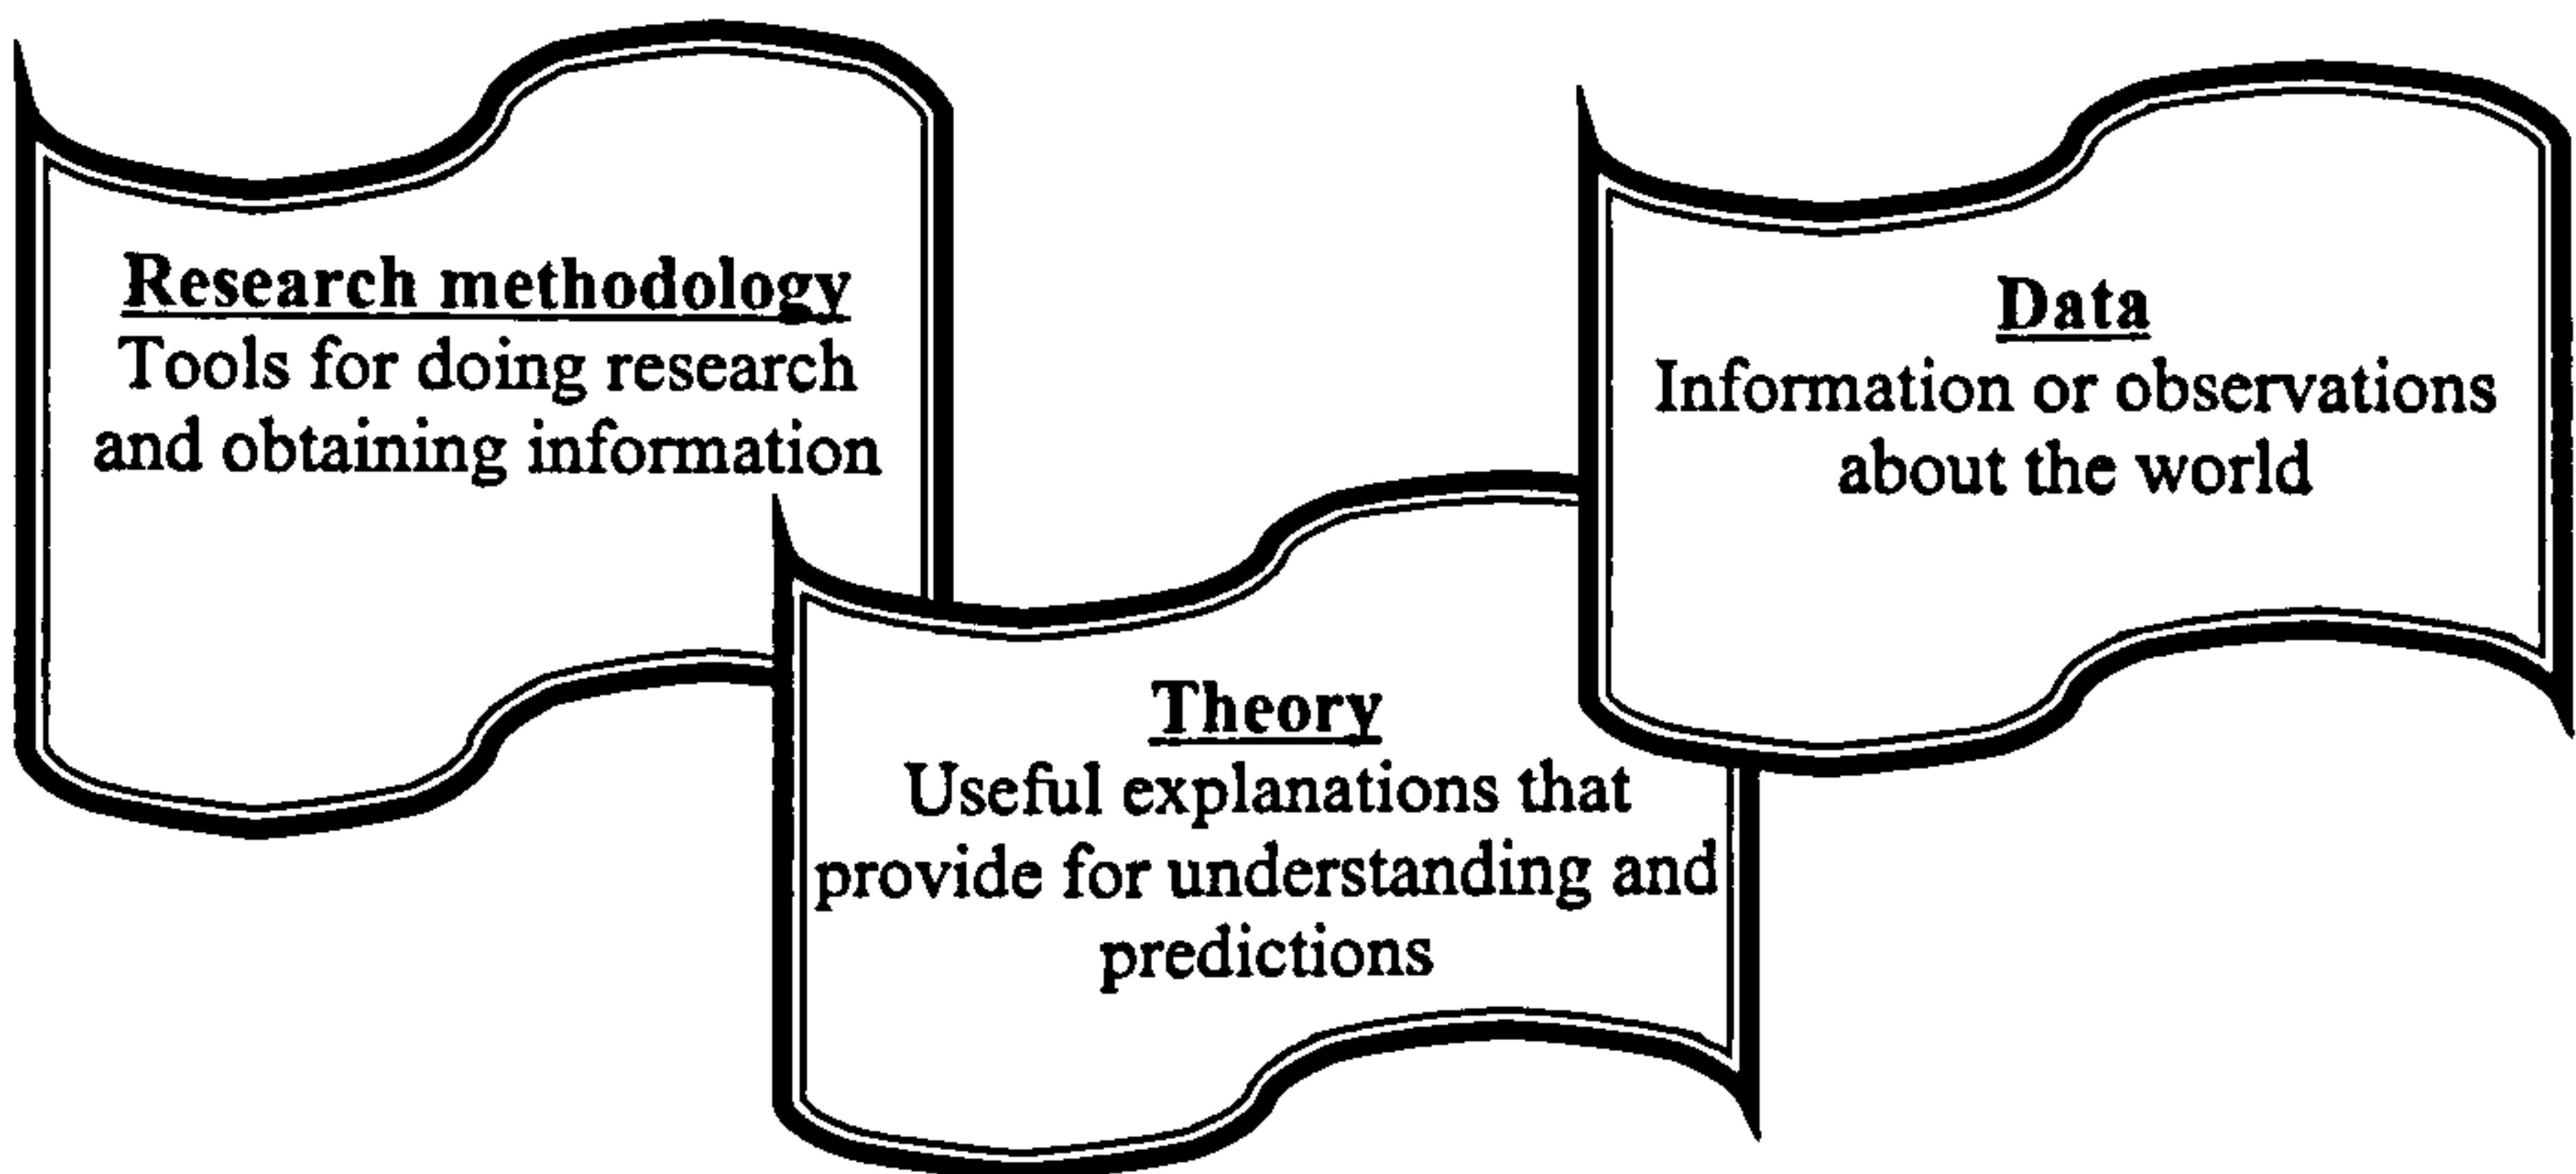 Research methodology
Tools for doing research
and obtaining information
Data
Information or observations
about the world
Theory
Useful explanations that
provide for understanding and
predictions